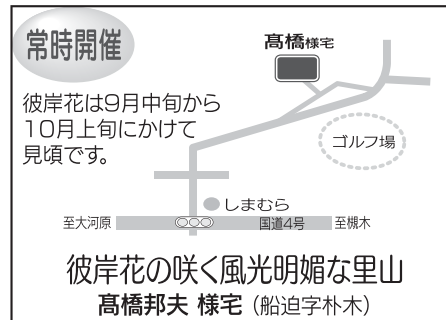 常時開催
髙橋様宅
彼岸花は9月中旬から
10月上旬にかけて
見頃です。
ゴルフ場
しまむら
至大河原
国道4号
至槻木
彼岸花の咲く風光明媚な里山
髙橋邦夫 様宅(船迫字朴木)